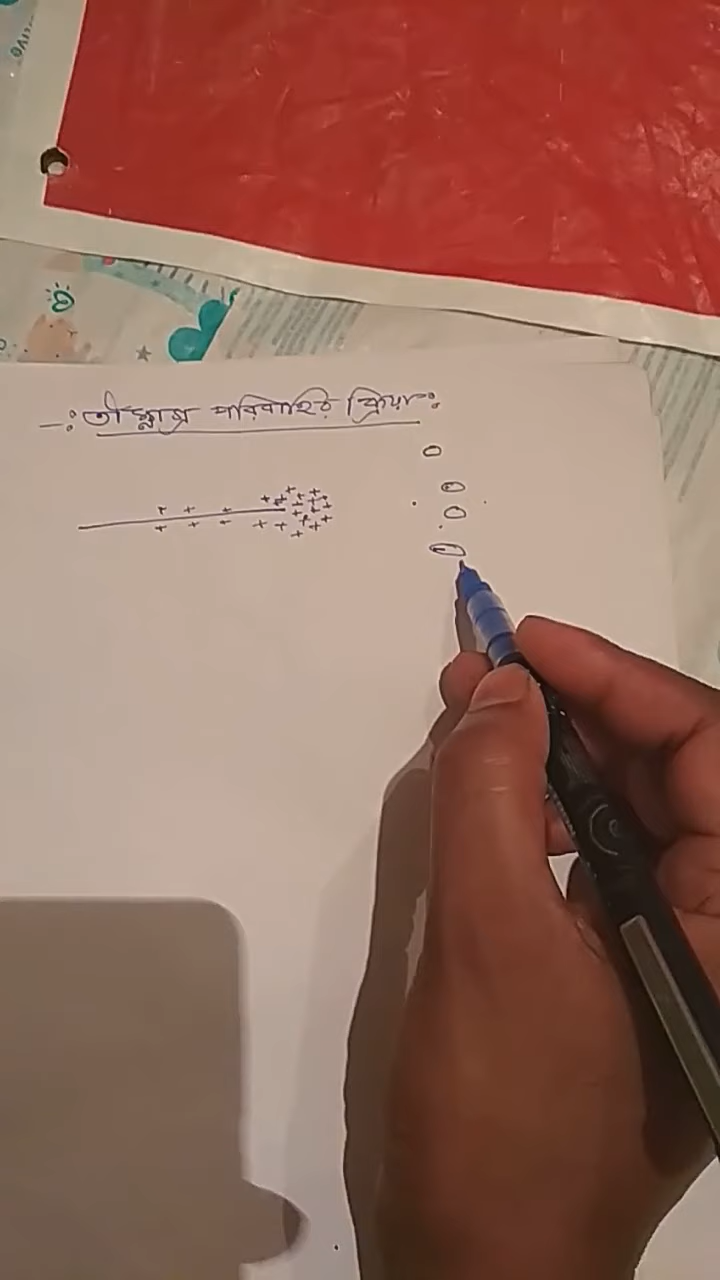 -: তীক্ষ্ণাগ্র পরিবাহির ক্রিয়া :-
+ + + + + + + + + + + + + + + + + + + + + +